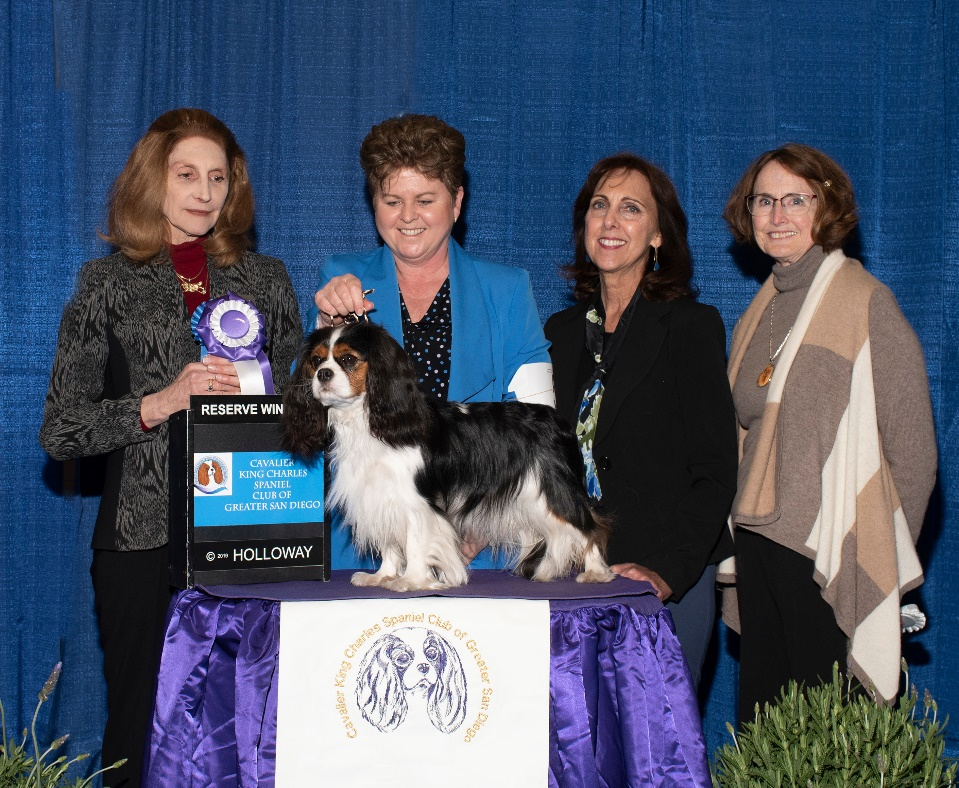 RESERVE WIN
CAVALIER
KING CHARLES
SPANIEL
CLUB OF
GREATER SAN DIEGO
© 2019 HOLLOWAY
Cavalier King Charles Spaniel Club of Greater San Diego